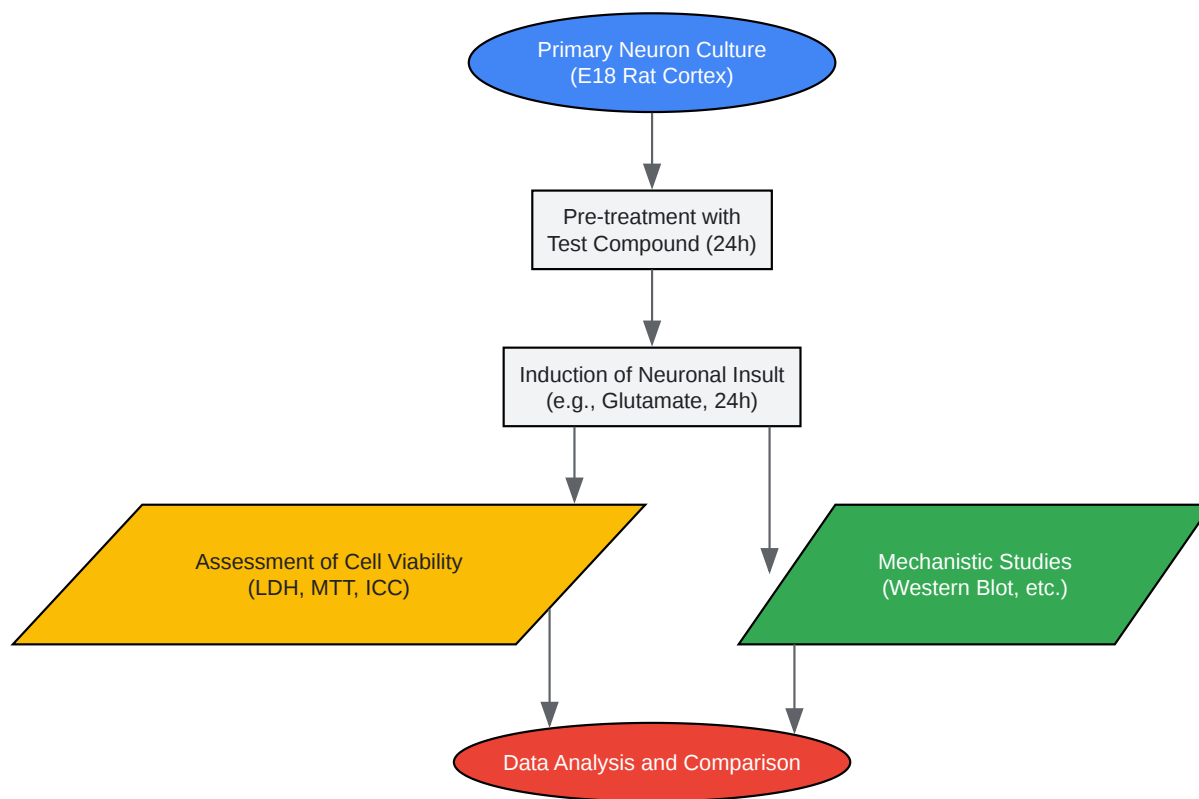 Primary Neuron Culture
(E18 Rat Cortex)
Pre-treatment with
Test Compound (24h)
Induction of Neuronal Insult
(e.g., Glutamate, 24h)
Assessment of Cell Viability
(LDH, MTT, ICC)
Mechanistic Studies
(Western Blot, etc.)
Data Analysis and Comparison